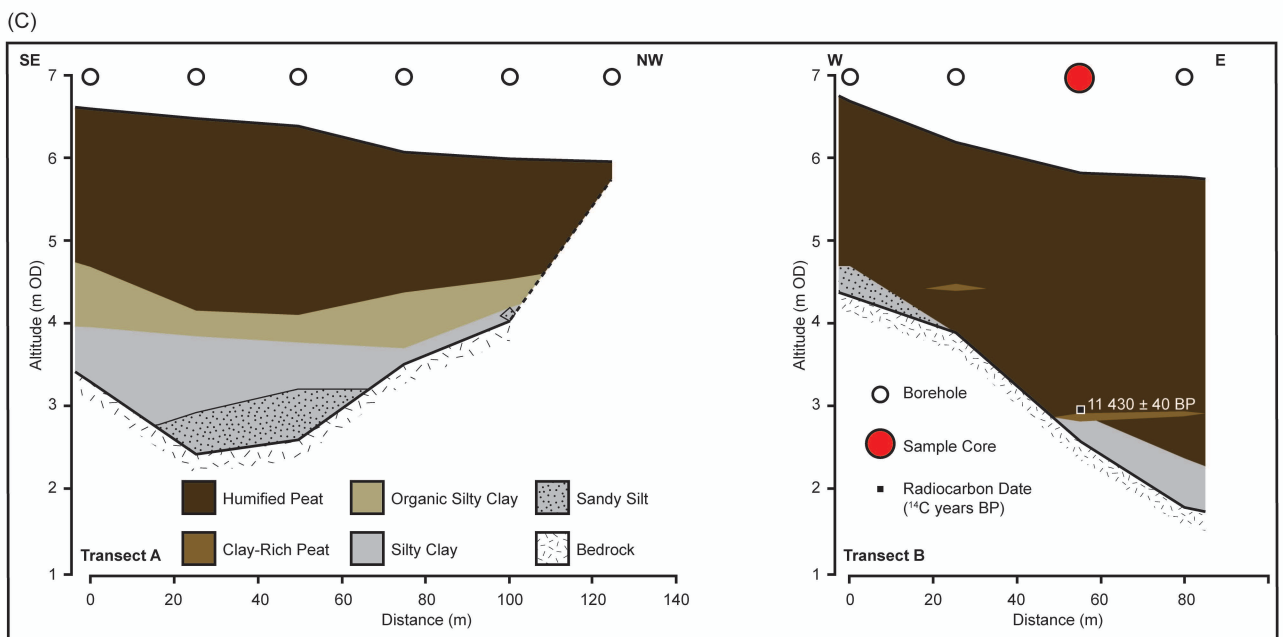 (C)
SE
NW
7
6
5
4
3
2
1
Altitude (m OD)
Humified Peat
Organic Silty Clay
Sandy Silt
Clay-Rich Peat
Silty Clay
Bedrock
Transect A
0 20 40 60 80 100 120 140
Distance (m)
W
E
7
6
5
4
3
2
1
Altitude (m OD)
11 430 ± 40 BP
Borehole
Sample Core
Radiocarbon Date
(¹⁴C years BP)
Transect B
0 20 40 60 80
Distance (m)